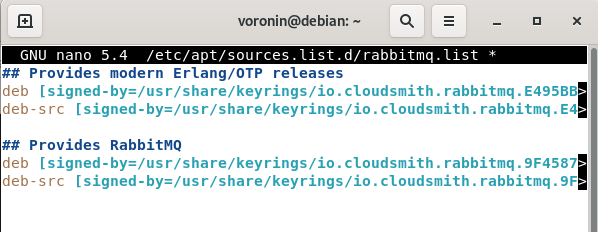 voronin@debian: ~
GNU nano 5.4 /etc/apt/sources.list.d/rabbitmq.list *
## Provides modern Erlang/OTP releases
deb [signed-by=/usr/share/keyrings/io.cloudsmith.rabbitmq.E495BB>
deb-src [signed-by=/usr/share/keyrings/io.cloudsmith.rabbitmq.E4>
## Provides RabbitMQ
deb [signed-by=/usr/share/keyrings/io.cloudsmith.rabbitmq.9F4587>
deb-src [signed-by=/usr/share/keyrings/io.cloudsmith.rabbitmq.9F>